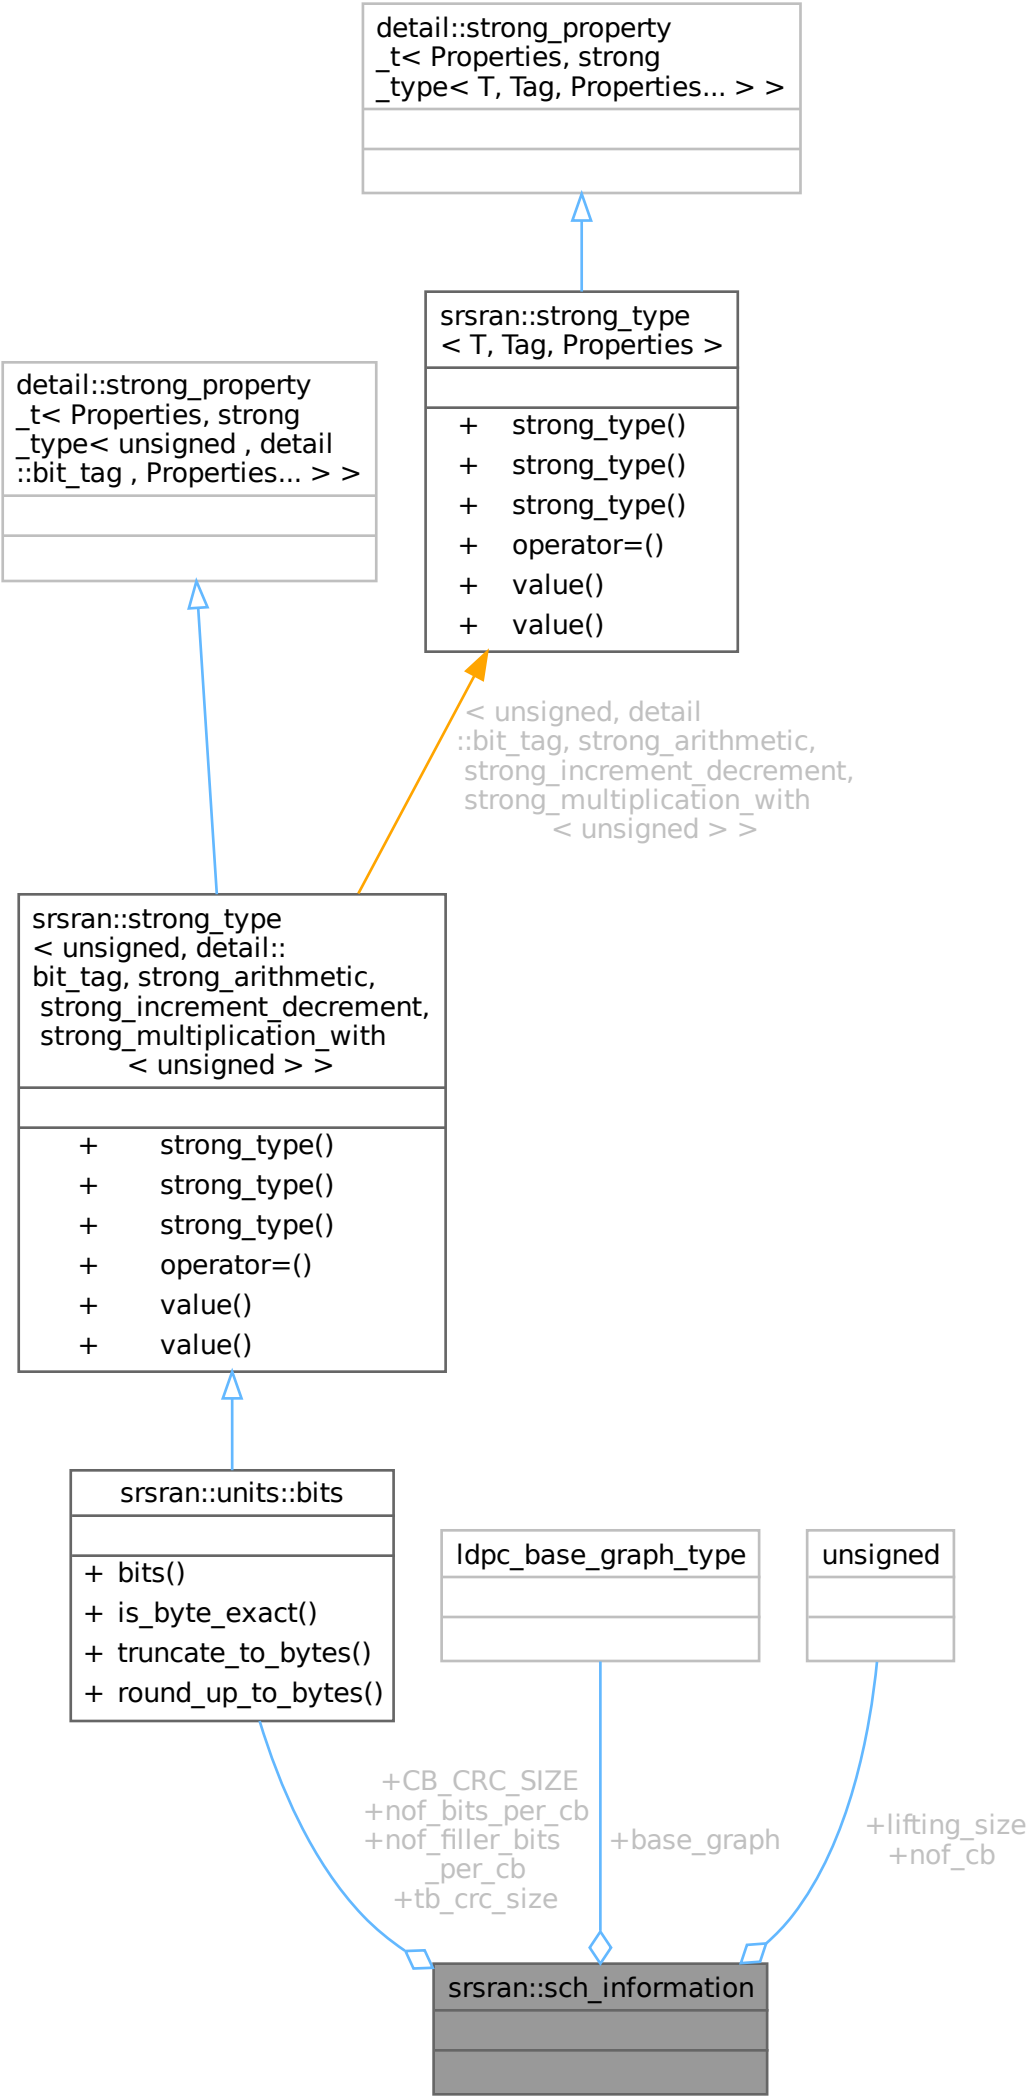 detail::strong_property
_t< Properties, strong
_type< T, Tag, Properties... > >
srsran::strong_type
< T, Tag, Properties >
+ strong_type()
+ strong_type()
+ strong_type()
+ operator=()
+ value()
+ value()
detail::strong_property
_t< Properties, strong
_type< unsigned , detail
::bit_tag , Properties... > >
< unsigned, detail
::bit_tag, strong_arithmetic,
strong_increment_decrement,
strong_multiplication_with
< unsigned > >
srsran::strong_type
< unsigned, detail::
bit_tag, strong_arithmetic,
strong_increment_decrement,
strong_multiplication_with
< unsigned > >
+ strong_type()
+ strong_type()
+ strong_type()
+ operator=()
+ value()
+ value()
srsran::units::bits
+ bits()
+ is_byte_exact()
+ truncate_to_bytes()
+ round_up_to_bytes()
ldpc_base_graph_type
unsigned
+CB_CRC_SIZE
+nof_bits_per_cb
+nof_filler_bits
_per_cb
+tb_crc_size
+base_graph
+lifting_size
+nof_cb
srsran::sch_information